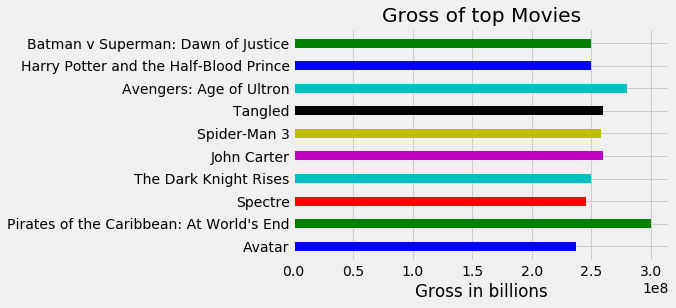 Gross of top Movies
Batman v Superman: Dawn of Justice
Harry Potter and the Half-Blood Prince
Avengers: Age of Ultron
Tangled
Spider-Man 3
John Carter
The Dark Knight Rises
Spectre
Pirates of the Caribbean: At World's End
Avatar
0.0 0.5 1.0 1.5 2.0 2.5 3.0
1e8
Gross in billions